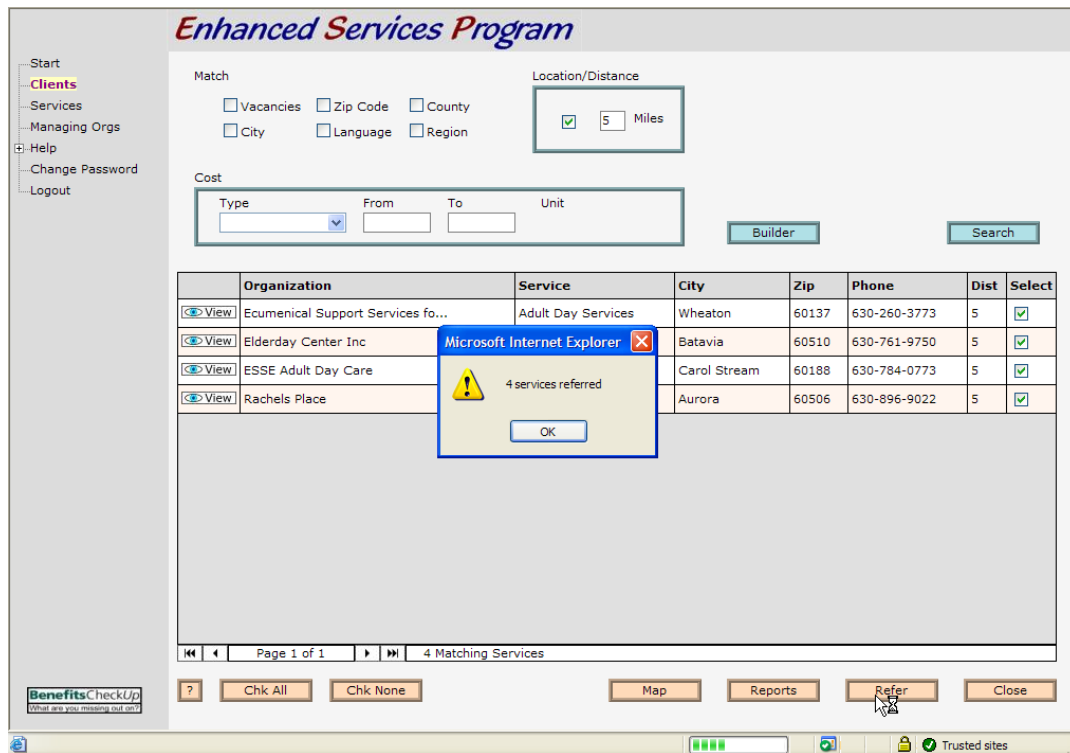 Enhanced Services Program
Start
Clients
Services
Managing Orgs
Help
Change Password
Logout
Match
Vacancies Zip Code County
City Language Region
Location/Distance
5 Miles
Cost
Type From To Unit
Builder Search
Organization Service City Zip Phone Dist Select
View Ecumenical Support Services fo... Adult Day Services Wheaton 60137 630-260-3773 5
View Elderday Center Inc Batavia 60510 630-761-9750 5
View ESSE Adult Day Care Carol Stream 60188 630-784-0773 5
View Rachels Place Aurora 60506 630-896-9022 5
Microsoft Internet Explorer
4 services referred
OK
Page 1 of 1 4 Matching Services
? Chk All Chk None Map Reports Refer Close
BenefitsCheckUp
What are you missing out on?
Trusted sites